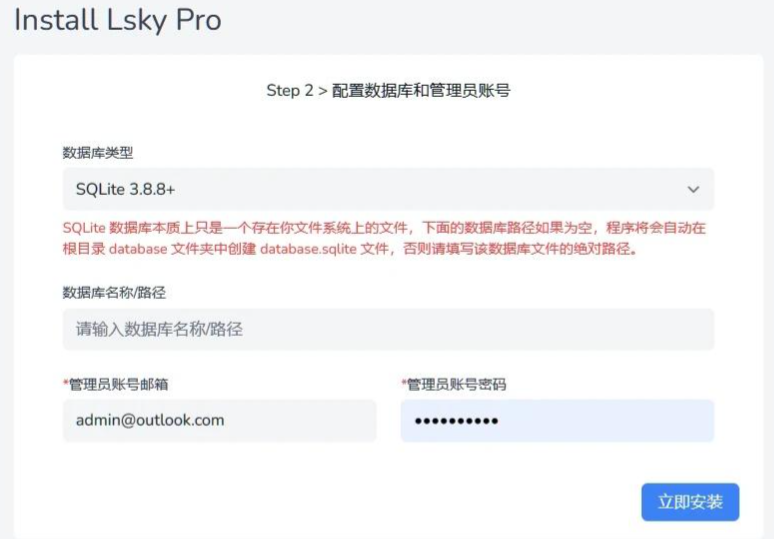 Install Lsky Pro
Step 2 > 配置数据库和管理员账号
数据库类型
SQLite 3.8.8+
SQLite 数据库本质上只是一个存在你文件系统上的文件，下面的数据库路径如果为空，程序将会自动在
根目录 database 文件夹中创建 database.sqlite 文件，否则请填写该数据库文件的绝对路径。
数据库名称/路径
请输入数据库名称/路径
*管理员账号邮箱 *管理员账号密码
admin@outlook.com ••••••••••
立即安装